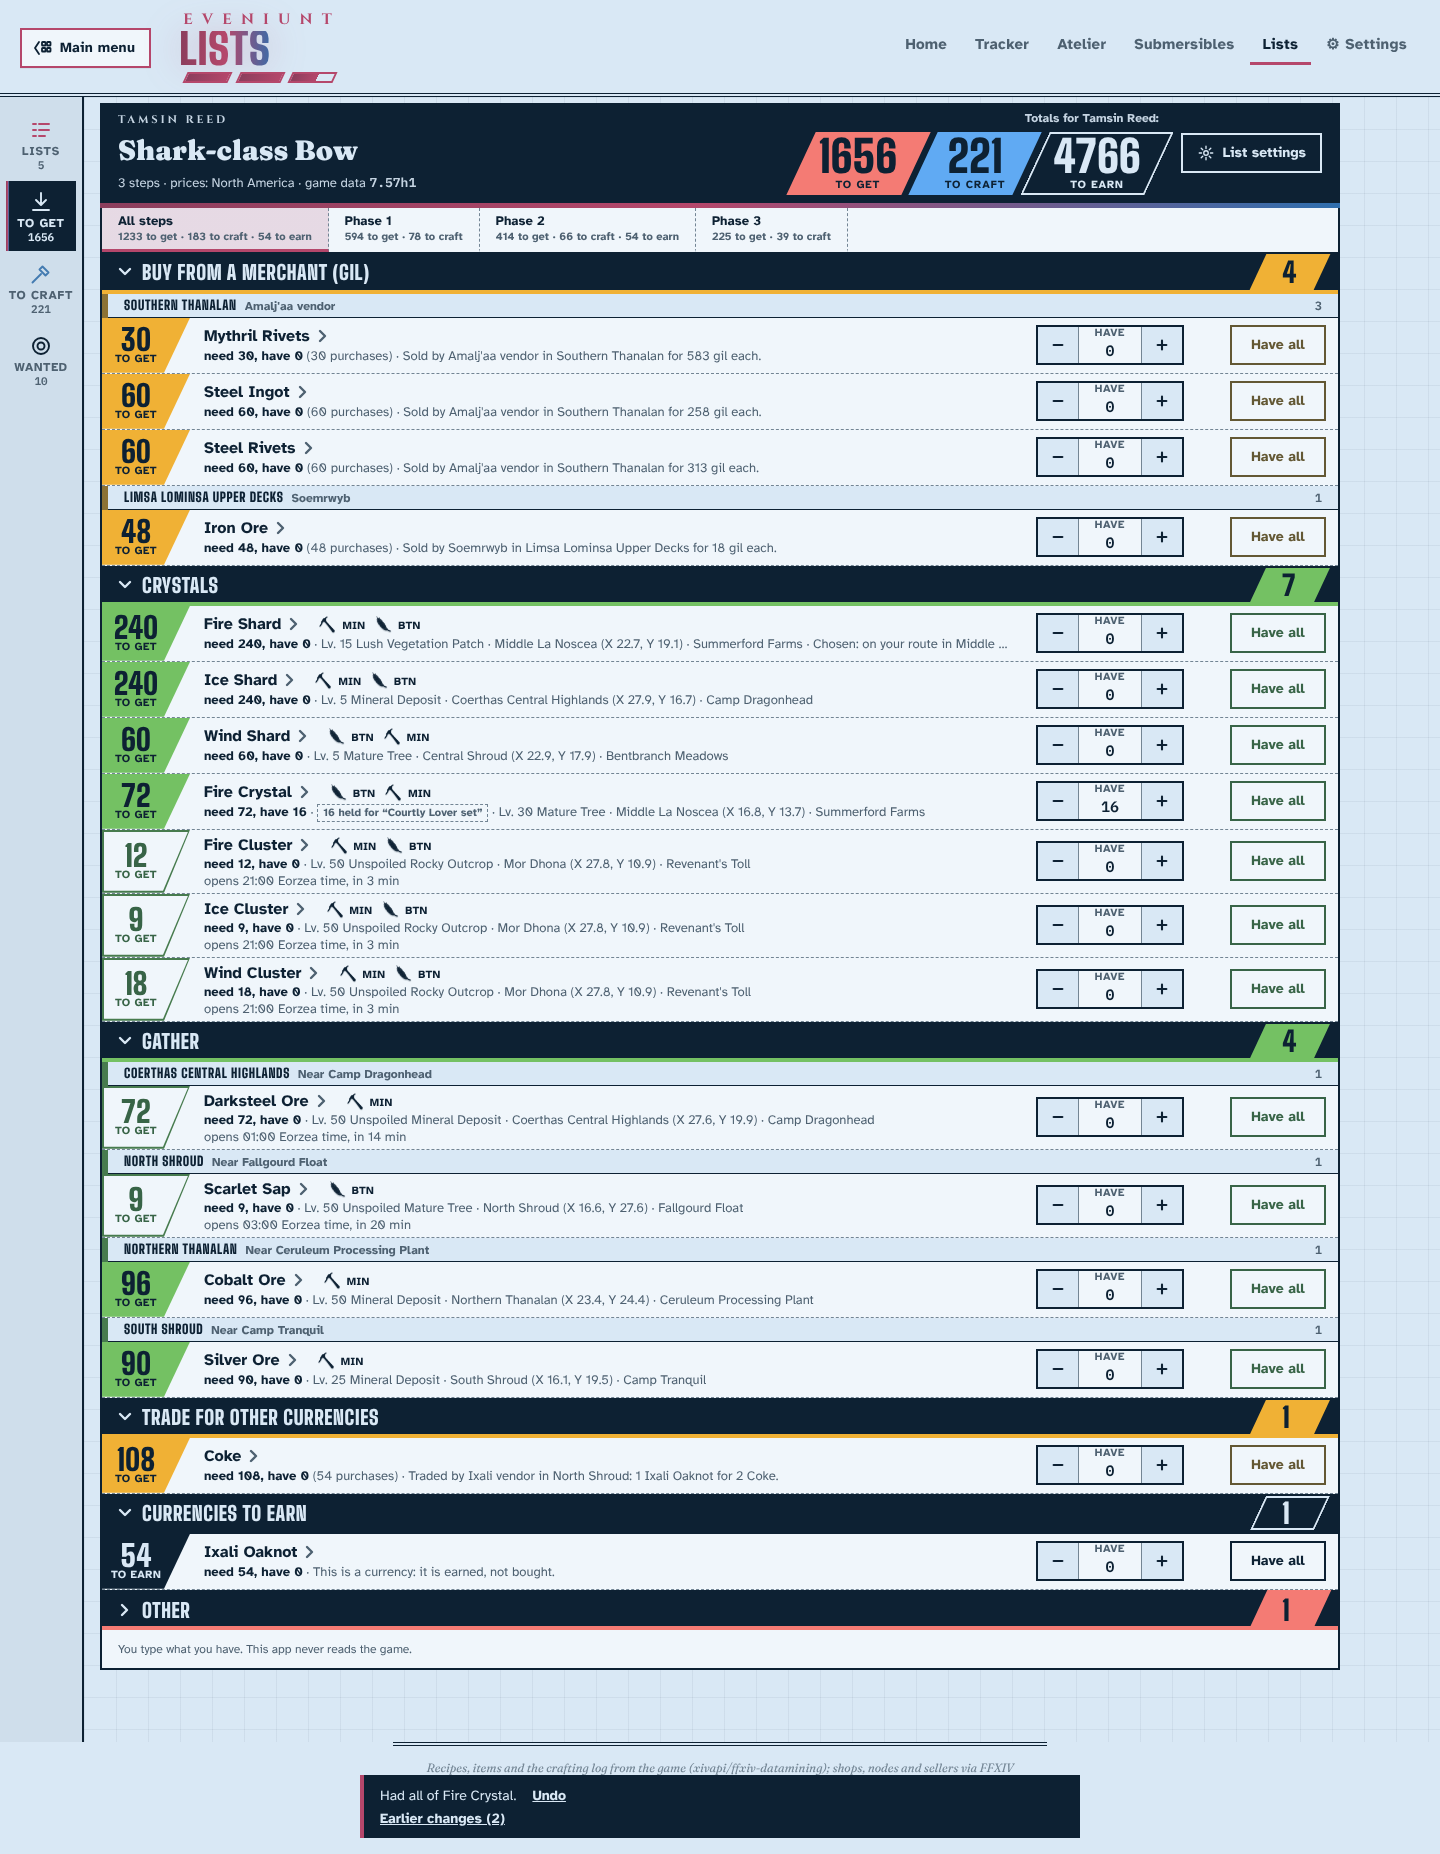 Main menu
EVENIUNT
LISTS
Home Tracker Atelier Submersibles Lists Settings
LISTS
5
TO GET
1656
TO CRAFT
221
WANTED
10
TAMSIN REED
Shark-class Bow
3 steps · prices: North America · game data 7.57h1
Totals for Tamsin Reed:
1656
TO GET
221
TO CRAFT
4766
TO EARN
List settings
All steps
1233 to get · 183 to craft · 54 to earn
Phase 1
594 to get · 78 to craft
Phase 2
414 to get · 66 to craft · 54 to earn
Phase 3
225 to get · 39 to craft
BUY FROM A MERCHANT (GIL) 4
SOUTHERN THANALAN Amalj'aa vendor 3
30 TO GET
Mythril Rivets
need 30, have 0 (30 purchases) · Sold by Amalj'aa vendor in Southern Thanalan for 583 gil each.
− HAVE 0 + Have all
60 TO GET
Steel Ingot
need 60, have 0 (60 purchases) · Sold by Amalj'aa vendor in Southern Thanalan for 258 gil each.
− HAVE 0 + Have all
60 TO GET
Steel Rivets
need 60, have 0 (60 purchases) · Sold by Amalj'aa vendor in Southern Thanalan for 313 gil each.
− HAVE 0 + Have all
LIMSA LOMINSA UPPER DECKS Soemrwyb 1
48 TO GET
Iron Ore
need 48, have 0 (48 purchases) · Sold by Soemrwyb in Limsa Lominsa Upper Decks for 18 gil each.
− HAVE 0 + Have all
CRYSTALS 7
240 TO GET
Fire Shard MIN BTN
need 240, have 0 · Lv. 15 Lush Vegetation Patch · Middle La Noscea (X 22.7, Y 19.1) · Summerford Farms · Chosen: on your route in Middle ...
− HAVE 0 + Have all
240 TO GET
Ice Shard MIN BTN
need 240, have 0 · Lv. 5 Mineral Deposit · Coerthas Central Highlands (X 27.9, Y 16.7) · Camp Dragonhead
− HAVE 0 + Have all
60 TO GET
Wind Shard BTN MIN
need 60, have 0 · Lv. 5 Mature Tree · Central Shroud (X 22.9, Y 17.9) · Bentbranch Meadows
− HAVE 0 + Have all
72 TO GET
Fire Crystal BTN MIN
need 72, have 16 · 16 held for “Courtly Lover set” · Lv. 30 Mature Tree · Middle La Noscea (X 16.8, Y 13.7) · Summerford Farms
− HAVE 16 + Have all
12 TO GET
Fire Cluster MIN BTN
need 12, have 0 · Lv. 50 Unspoiled Rocky Outcrop · Mor Dhona (X 27.8, Y 10.9) · Revenant's Toll
opens 21:00 Eorzea time, in 3 min
− HAVE 0 + Have all
9 TO GET
Ice Cluster MIN BTN
need 9, have 0 · Lv. 50 Unspoiled Rocky Outcrop · Mor Dhona (X 27.8, Y 10.9) · Revenant's Toll
opens 21:00 Eorzea time, in 3 min
− HAVE 0 + Have all
18 TO GET
Wind Cluster MIN BTN
need 18, have 0 · Lv. 50 Unspoiled Rocky Outcrop · Mor Dhona (X 27.8, Y 10.9) · Revenant's Toll
opens 21:00 Eorzea time, in 3 min
− HAVE 0 + Have all
GATHER 4
COERTHAS CENTRAL HIGHLANDS Near Camp Dragonhead 1
72 TO GET
Darksteel Ore MIN
need 72, have 0 · Lv. 50 Unspoiled Mineral Deposit · Coerthas Central Highlands (X 27.6, Y 19.9) · Camp Dragonhead
opens 01:00 Eorzea time, in 14 min
− HAVE 0 + Have all
NORTH SHROUD Near Fallgourd Float 1
9 TO GET
Scarlet Sap BTN
need 9, have 0 · Lv. 50 Unspoiled Mature Tree · North Shroud (X 16.6, Y 27.6) · Fallgourd Float
opens 03:00 Eorzea time, in 20 min
− HAVE 0 + Have all
NORTHERN THANALAN Near Ceruleum Processing Plant 1
96 TO GET
Cobalt Ore MIN
need 96, have 0 · Lv. 50 Mineral Deposit · Northern Thanalan (X 23.4, Y 24.4) · Ceruleum Processing Plant
− HAVE 0 + Have all
SOUTH SHROUD Near Camp Tranquil 1
90 TO GET
Silver Ore MIN
need 90, have 0 · Lv. 25 Mineral Deposit · South Shroud (X 16.1, Y 19.5) · Camp Tranquil
− HAVE 0 + Have all
TRADE FOR OTHER CURRENCIES 1
108 TO GET
Coke
need 108, have 0 (54 purchases) · Traded by Ixali vendor in North Shroud: 1 Ixali Oaknot for 2 Coke.
− HAVE 0 + Have all
CURRENCIES TO EARN 1
54 TO EARN
Ixali Oaknot
need 54, have 0 · This is a currency: it is earned, not bought.
− HAVE 0 + Have all
OTHER 1
You type what you have. This app never reads the game.
Recipes, items and the crafting log from the game (xivapi/ffxiv-datamining); shops, nodes and sellers via FFXIV
Had all of Fire Crystal. Undo
Earlier changes (2)